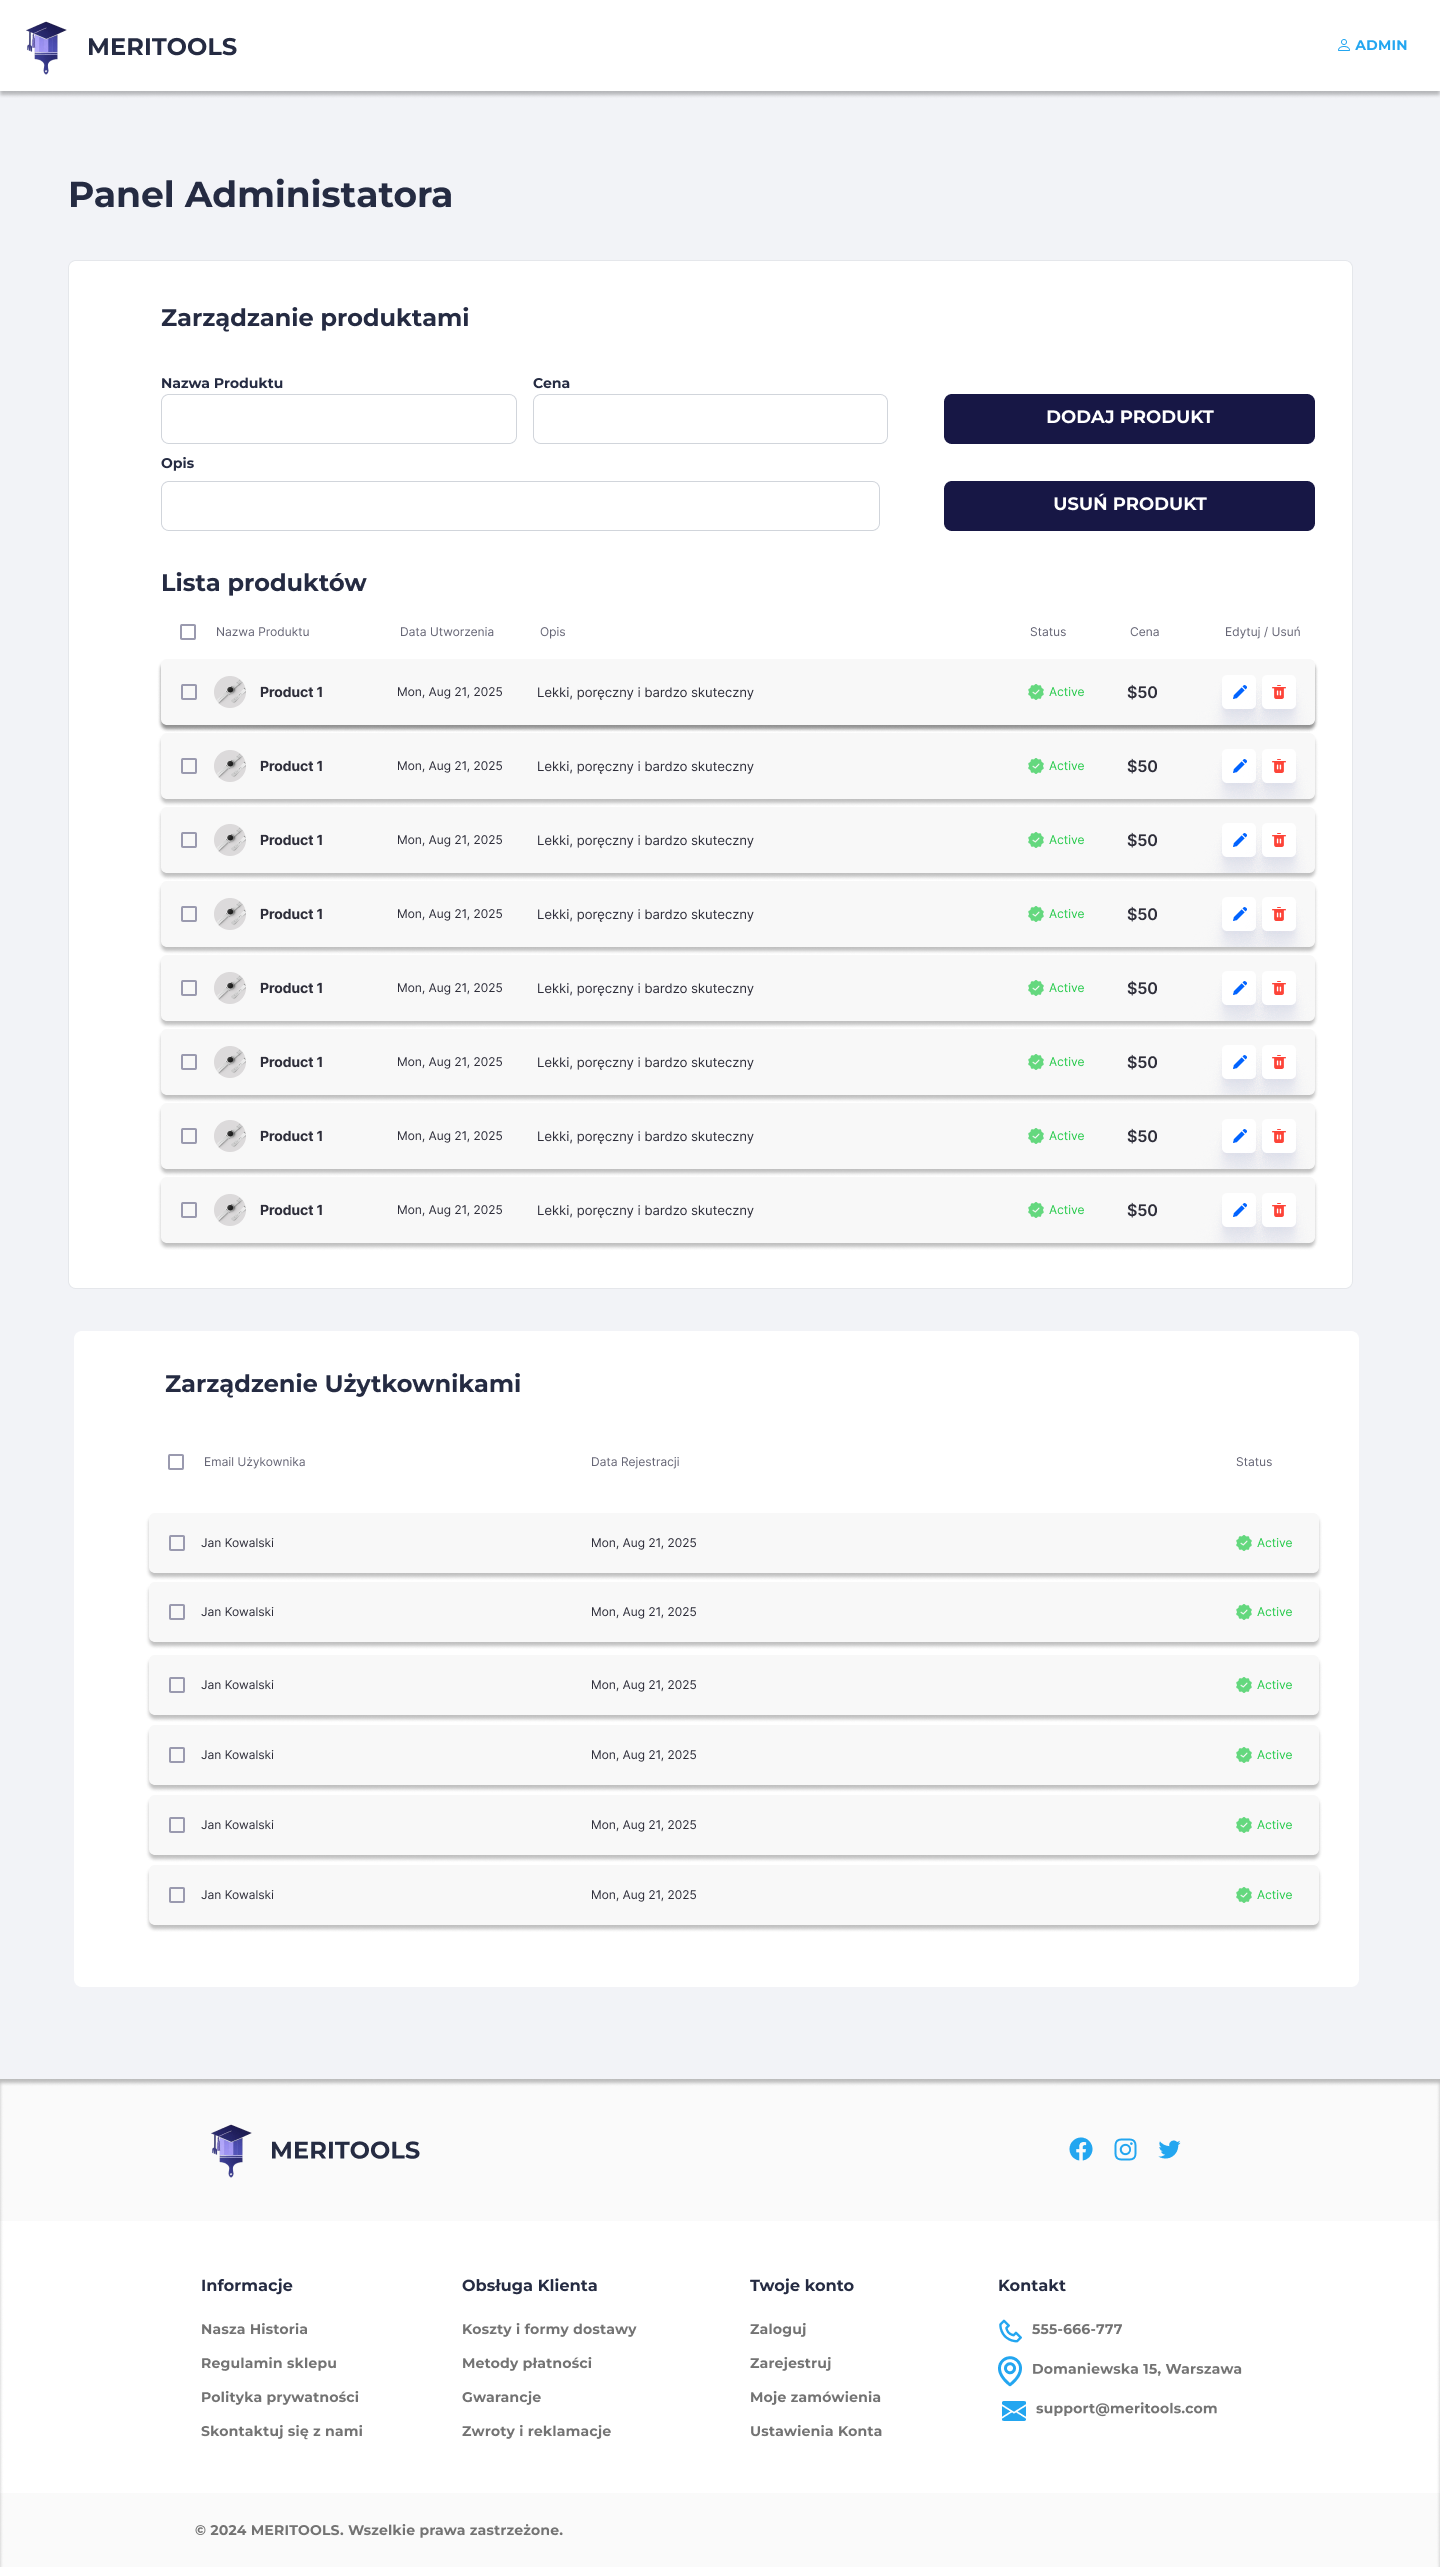 MERITOOLS
ADMIN
Panel Administatora
Zarządzanie produktami
Nazwa Produktu Cena
DODAJ PRODUKT
Opis
USUŃ PRODUKT
Lista produktów
Nazwa Produktu Data Utworzenia Opis Status Cena Edytuj / Usuń
Product 1 Mon, Aug 21, 2025 Lekki, poręczny i bardzo skuteczny Active $50
Product 1 Mon, Aug 21, 2025 Lekki, poręczny i bardzo skuteczny Active $50
Product 1 Mon, Aug 21, 2025 Lekki, poręczny i bardzo skuteczny Active $50
Product 1 Mon, Aug 21, 2025 Lekki, poręczny i bardzo skuteczny Active $50
Product 1 Mon, Aug 21, 2025 Lekki, poręczny i bardzo skuteczny Active $50
Product 1 Mon, Aug 21, 2025 Lekki, poręczny i bardzo skuteczny Active $50
Product 1 Mon, Aug 21, 2025 Lekki, poręczny i bardzo skuteczny Active $50
Product 1 Mon, Aug 21, 2025 Lekki, poręczny i bardzo skuteczny Active $50
Zarządzenie Użytkownikami
Email Użykownika Data Rejestracji Status
Jan Kowalski Mon, Aug 21, 2025 Active
Jan Kowalski Mon, Aug 21, 2025 Active
Jan Kowalski Mon, Aug 21, 2025 Active
Jan Kowalski Mon, Aug 21, 2025 Active
Jan Kowalski Mon, Aug 21, 2025 Active
Jan Kowalski Mon, Aug 21, 2025 Active
MERITOOLS
Informacje
Nasza Historia
Regulamin sklepu
Polityka prywatności
Skontaktuj się z nami
Obsługa Klienta
Koszty i formy dostawy
Metody płatności
Gwarancje
Zwroty i reklamacje
Twoje konto
Zaloguj
Zarejestruj
Moje zamówienia
Ustawienia Konta
Kontakt
555-666-777
Domaniewska 15, Warszawa
support@meritools.com
© 2024 MERITOOLS. Wszelkie prawa zastrzeżone.